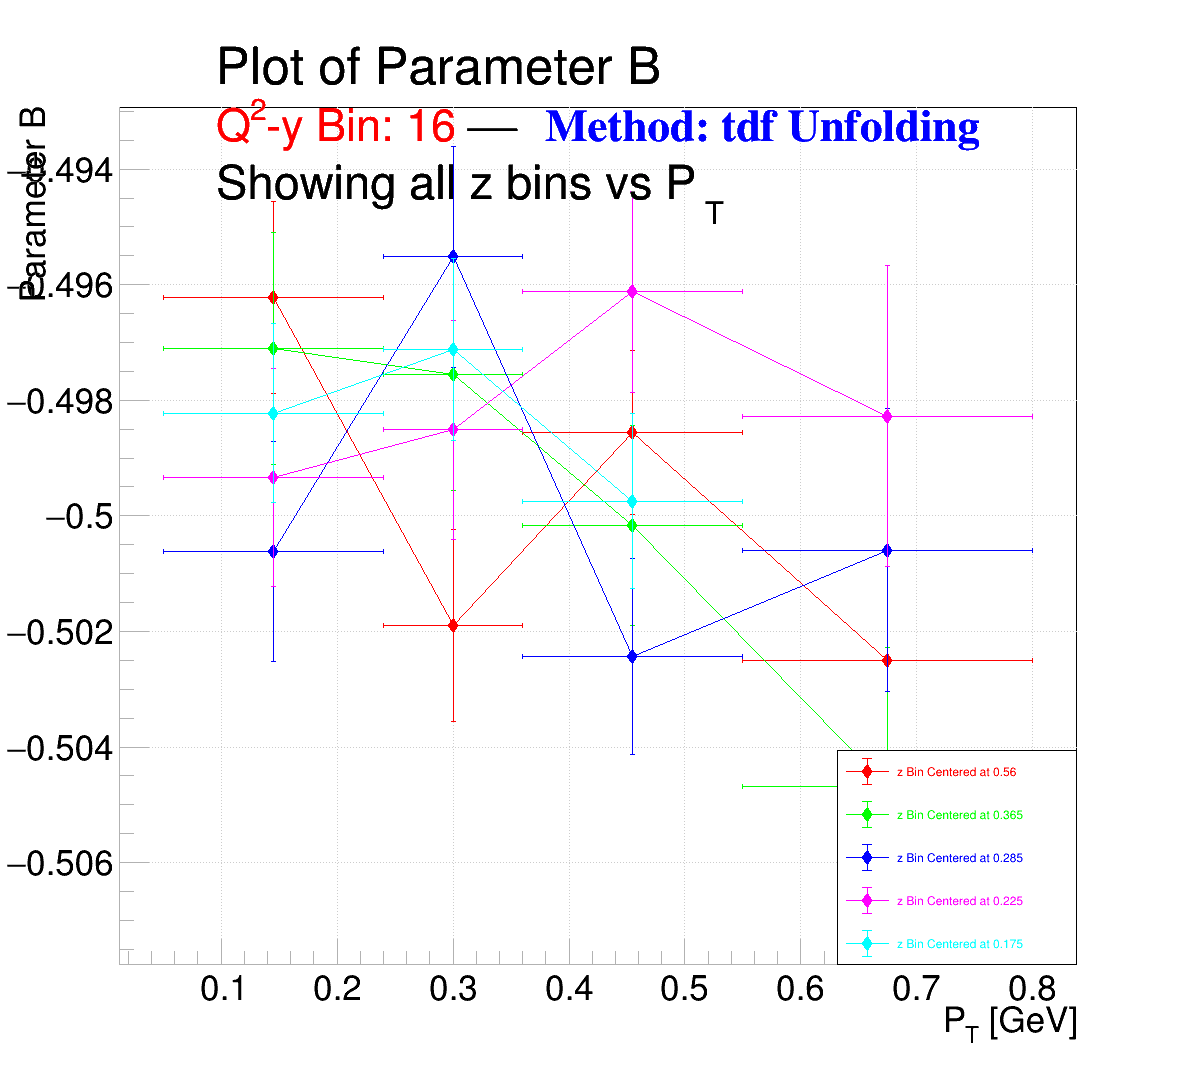 Plot of Parameter B
Q²-y Bin: 16 — Method: tdf Unfolding
Showing all z bins vs P_T
Parameter B
−0.494
−0.496
−0.498
−0.5
−0.502
−0.504
−0.506
z Bin Centered at 0.56
z Bin Centered at 0.365
z Bin Centered at 0.285
z Bin Centered at 0.225
z Bin Centered at 0.175
0.1 0.2 0.3 0.4 0.5 0.6 0.7 0.8
P_T [GeV]